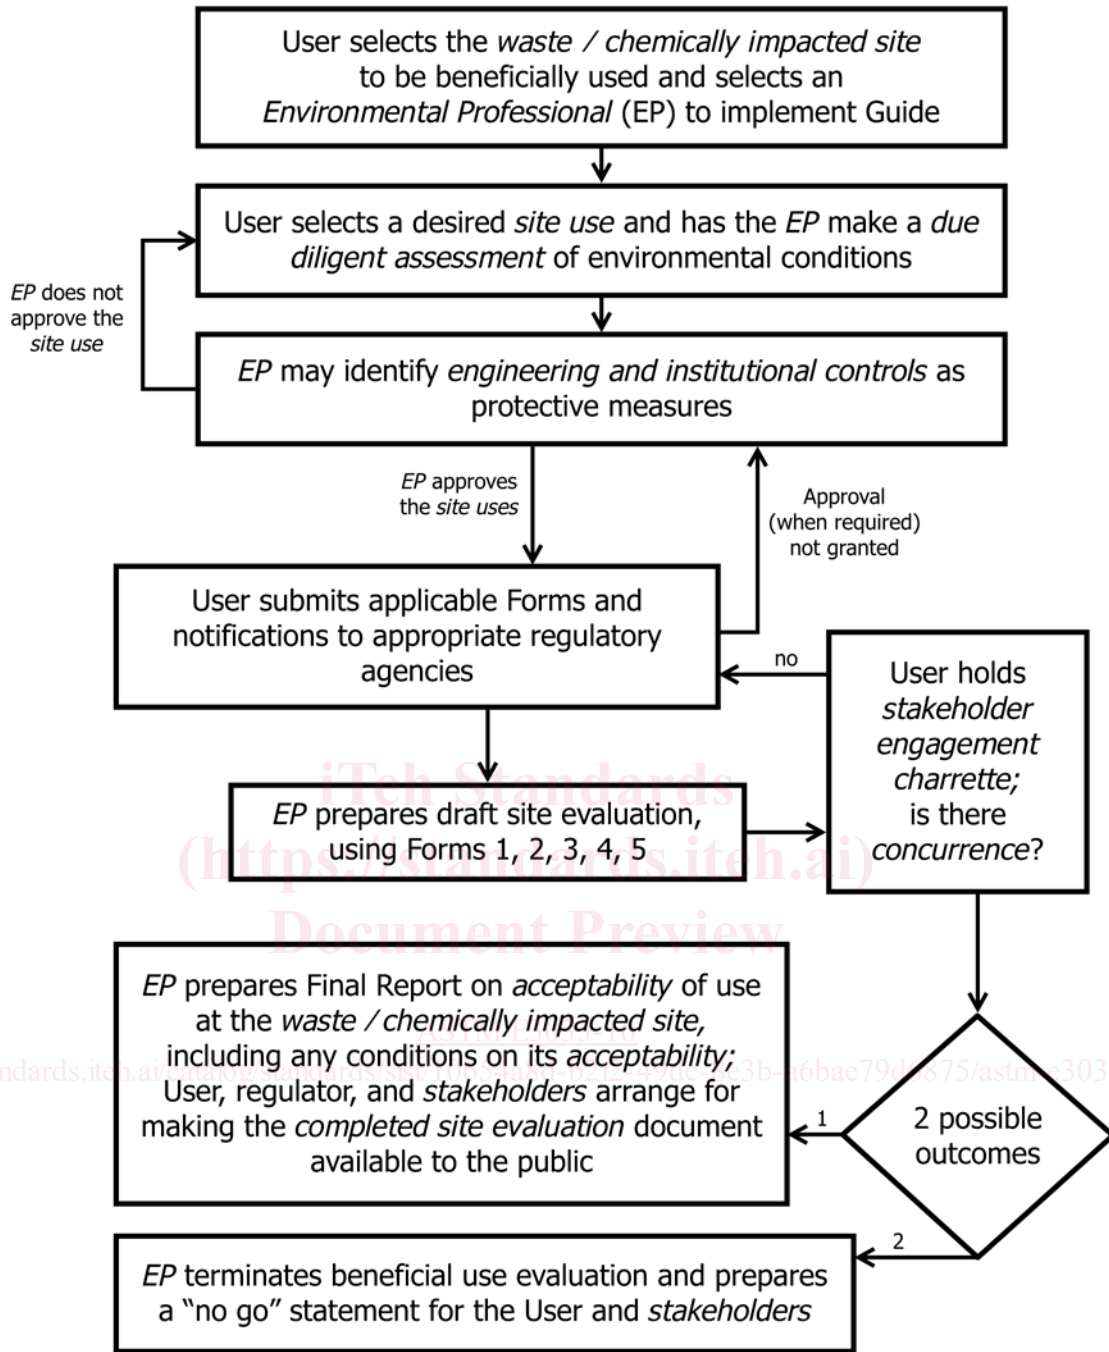 User selects the waste / chemically impacted site
to be beneficially used and selects an
Environmental Professional (EP) to implement Guide
User selects a desired site use and has the EP make a due
diligent assessment of environmental conditions
EP does not
approve the
site use
EP may identify engineering and institutional controls as
protective measures
EP approves
the site uses
Approval
(when required)
not granted
User submits applicable Forms and
notifications to appropriate regulatory
agencies
no
User holds
stakeholder
engagement
charrette;
is there
concurrence?
iTeh Standards
(https://standards.iteh.ai)
Document Preview
EP prepares draft site evaluation,
using Forms 1, 2, 3, 4, 5
EP prepares Final Report on acceptability of use
at the waste / chemically impacted site,
including any conditions on its acceptability;
User, regulator, and stakeholders arrange for
making the completed site evaluation document
available to the public
1
2 possible
outcomes
2
EP terminates beneficial use evaluation and prepares
a “no go” statement for the User and stakeholders